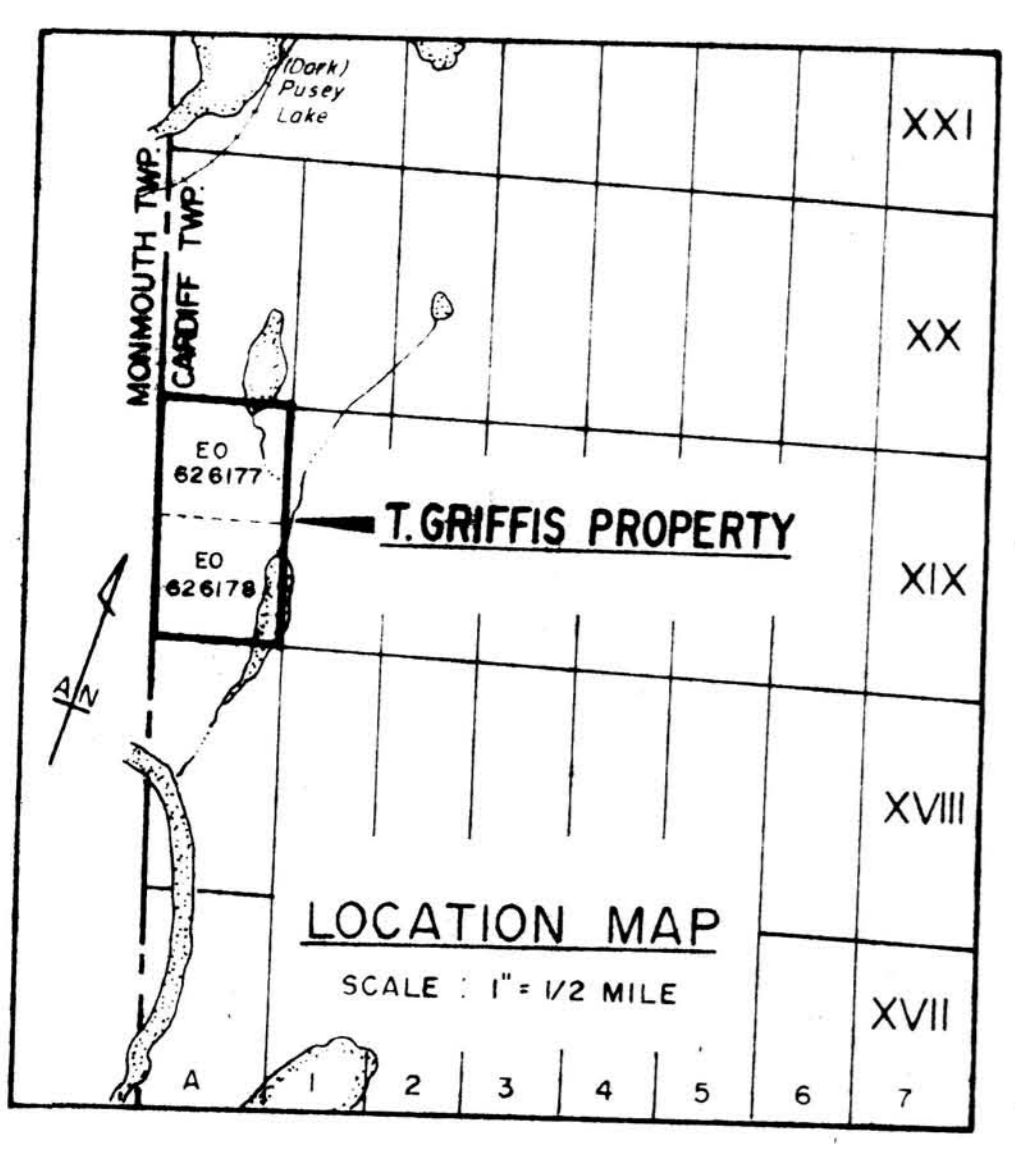 (Dark)
Pusey
Lake
XXI
MONMOUTH TWP.
CARDIFF TWP.
XX
EO
626177
T. GRIFFIS PROPERTY
EO
626178
XIX
A/N
XVIII
LOCATION MAP
SCALE : 1" = 1/2 MILE
XVII
A 1 2 3 4 5 6 7